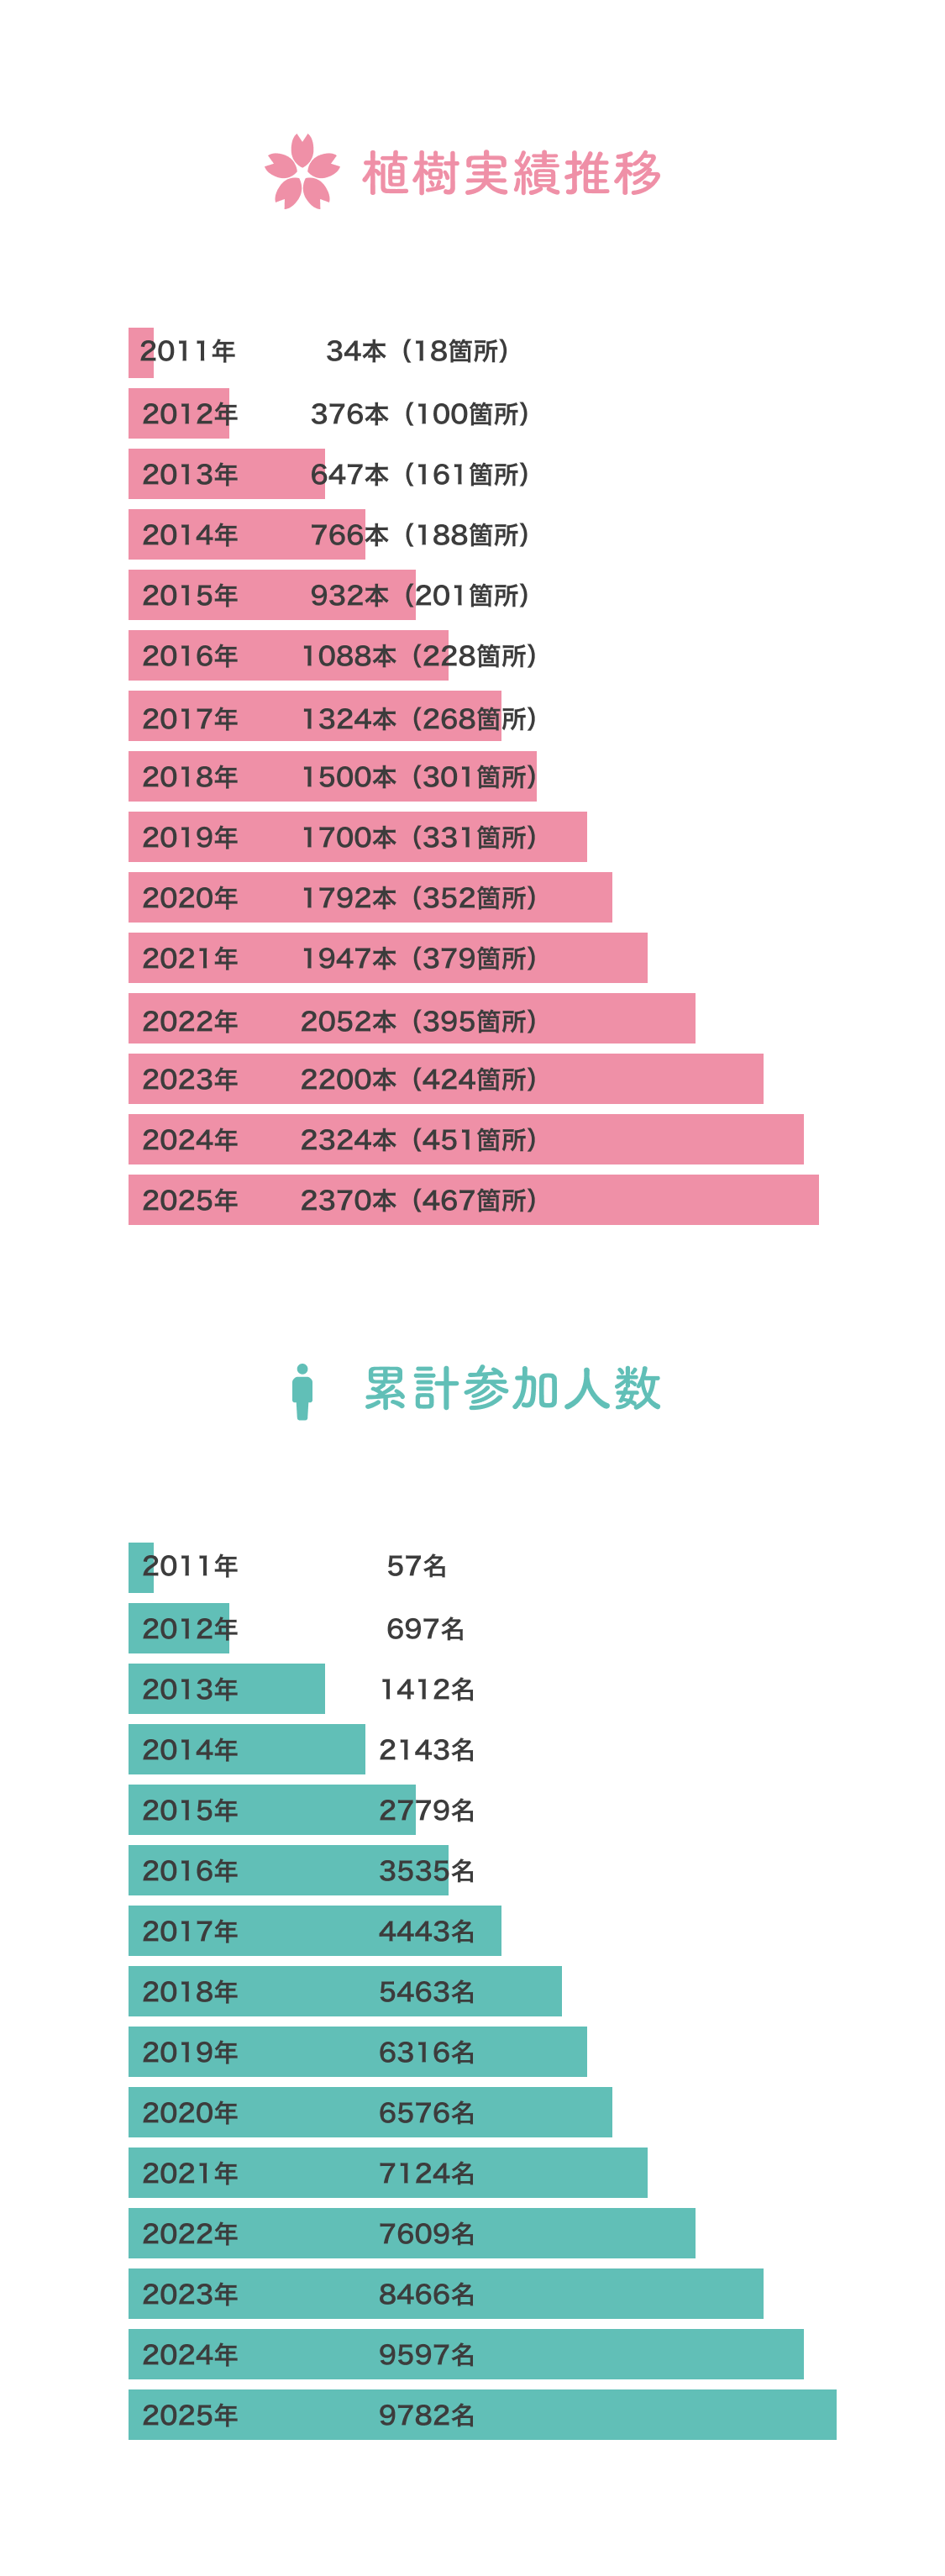 植樹実績推移
2011年 34本（18箇所）
2012年 376本（100箇所）
2013年 647本（161箇所）
2014年 766本（188箇所）
2015年 932本（201箇所）
2016年 1088本（228箇所）
2017年 1324本（268箇所）
2018年 1500本（301箇所）
2019年 1700本（331箇所）
2020年 1792本（352箇所）
2021年 1947本（379箇所）
2022年 2052本（395箇所）
2023年 2200本（424箇所）
2024年 2324本（451箇所）
2025年 2370本（467箇所）
累計参加人数
2011年 57名
2012年 697名
2013年 1412名
2014年 2143名
2015年 2779名
2016年 3535名
2017年 4443名
2018年 5463名
2019年 6316名
2020年 6576名
2021年 7124名
2022年 7609名
2023年 8466名
2024年 9597名
2025年 9782名